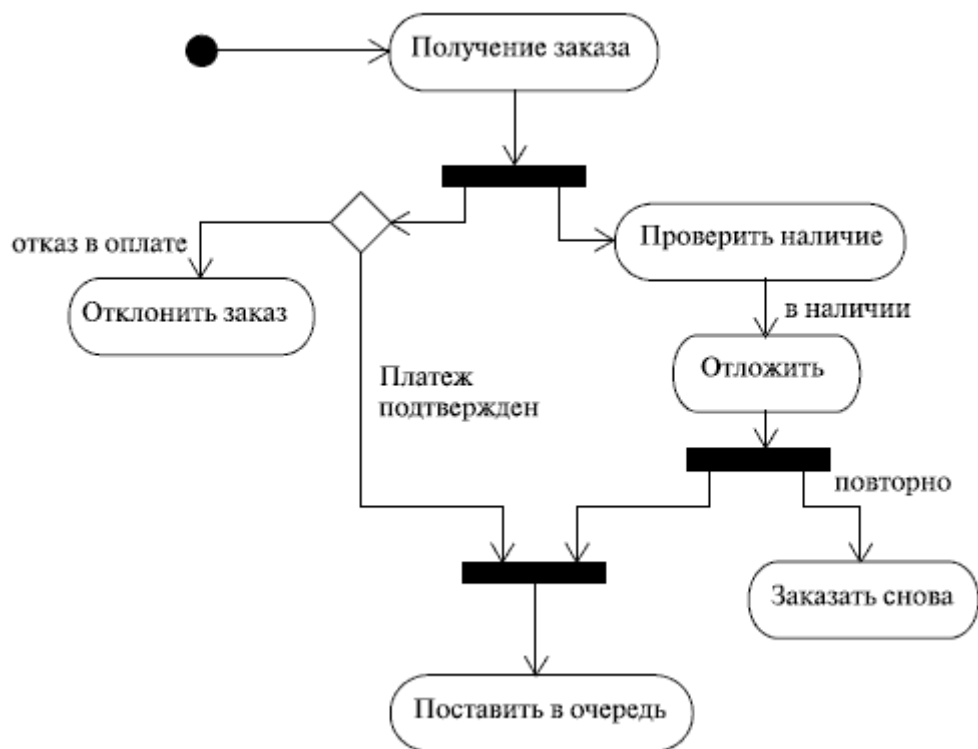 Получение заказа
отказ в оплате
Проверить наличие
Отклонить заказ
в наличии
Отложить
Платеж
подтвержден
повторно
Заказать снова
Поставить в очередь